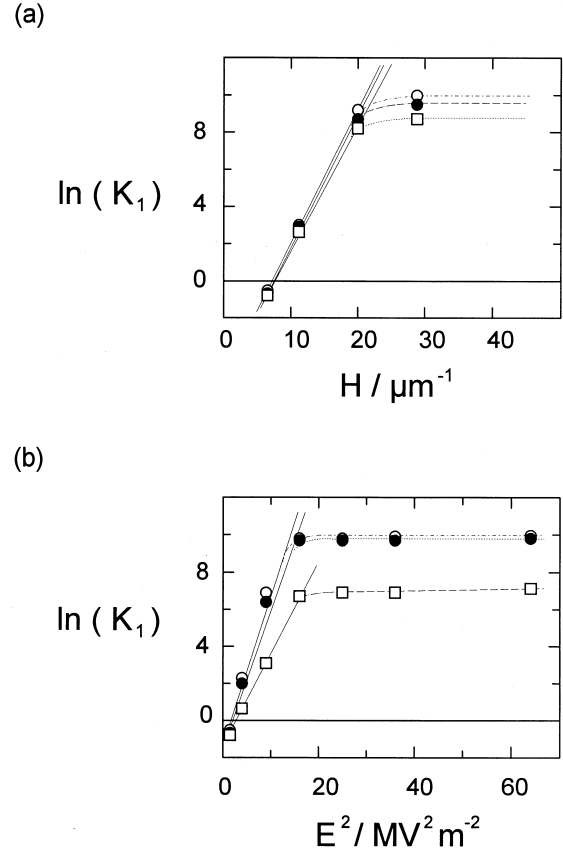 (a)
8
4
0
ln ( K₁ )
0 10 20 30 40
H / µm⁻¹
(b)
8
4
0
ln ( K₁ )
0 20 40 60
E² / MV² m⁻²